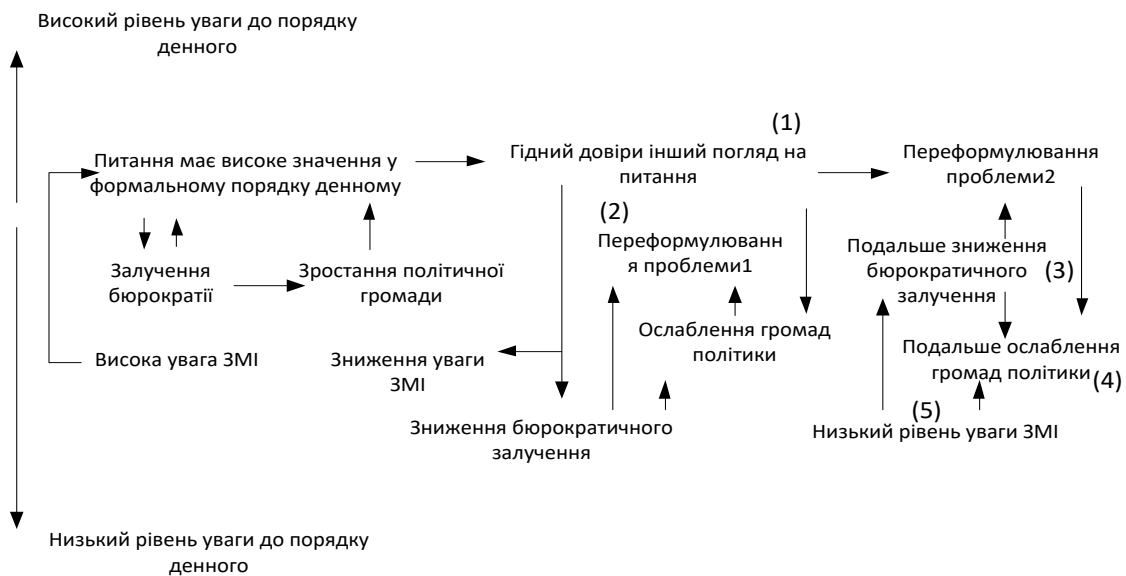 Високий рівень уваги до порядку
денного
(1)
Питання має високе значення у
формальному порядку денному
Гідний довіри інший погляд на
питання
Переформулювання
проблеми2
(2)
Переформулюванн
я проблеми1
Залучення
бюрократії
Зростання політичної
громади
Подальше зниження
бюрократичного
залучення
(3)
Ослаблення громад
політики
Висока увага ЗМІ
Зниження уваги
ЗМІ
Подальше ослаблення
громад політики
(4)
(5)
Зниження бюрократичного
залучення
Низький рівень уваги ЗМІ
Низький рівень уваги до порядку
денного